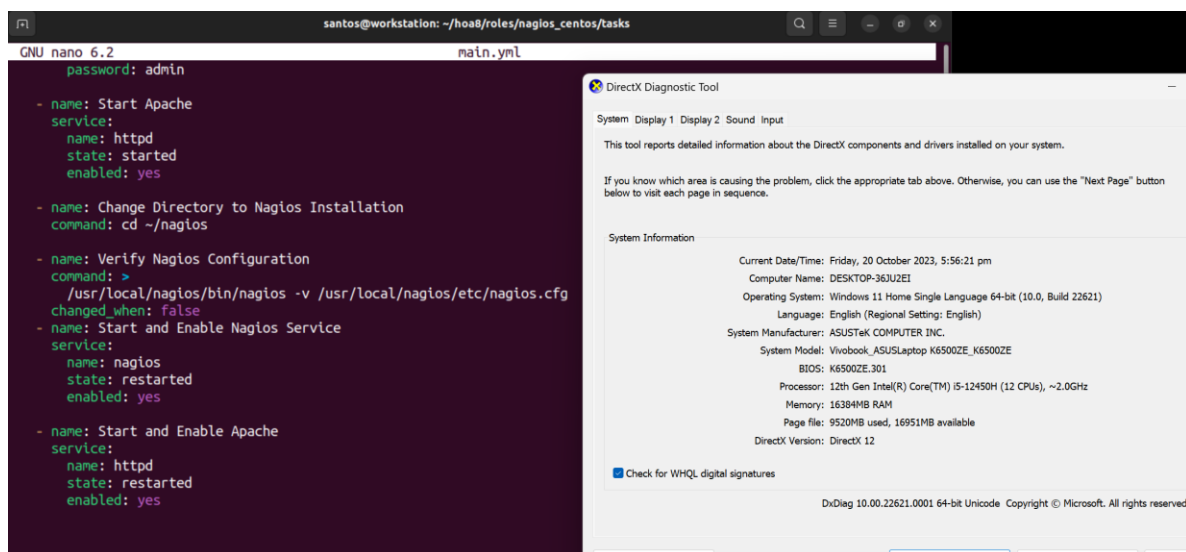 santos@workstation: ~/hoa8/roles/nagios_centos/tasks
GNU nano 6.2 main.yml
password: admin
- name: Start Apache
service:
name: httpd
state: started
enabled: yes
- name: Change Directory to Nagios Installation
command: cd ~/nagios
- name: Verify Nagios Configuration
command: >
/usr/local/nagios/bin/nagios -v /usr/local/nagios/etc/nagios.cfg
changed_when: false
- name: Start and Enable Nagios Service
service:
name: nagios
state: restarted
enabled: yes
- name: Start and Enable Apache
service:
name: httpd
state: restarted
enabled: yes
DirectX Diagnostic Tool
System Display 1 Display 2 Sound Input
This tool reports detailed information about the DirectX components and drivers installed on your system.
If you know which area is causing the problem, click the appropriate tab above. Otherwise, you can use the "Next Page" button
below to visit each page in sequence.
System Information
Current Date/Time: Friday, 20 October 2023, 5:56:21 pm
Computer Name: DESKTOP-36JU2EI
Operating System: Windows 11 Home Single Language 64-bit (10.0, Build 22621)
Language: English (Regional Setting: English)
System Manufacturer: ASUSTeK COMPUTER INC.
System Model: Vivobook_ASUSLaptop K6500ZE_K6500ZE
BIOS: K6500ZE.301
Processor: 12th Gen Intel(R) Core(TM) i5-12450H (12 CPUs), ~2.0GHz
Memory: 16384MB RAM
Page file: 9520MB used, 16951MB available
DirectX Version: DirectX 12
Check for WHQL digital signatures
DxDiag 10.00.22621.0001 64-bit Unicode Copyright © Microsoft. All rights reserved